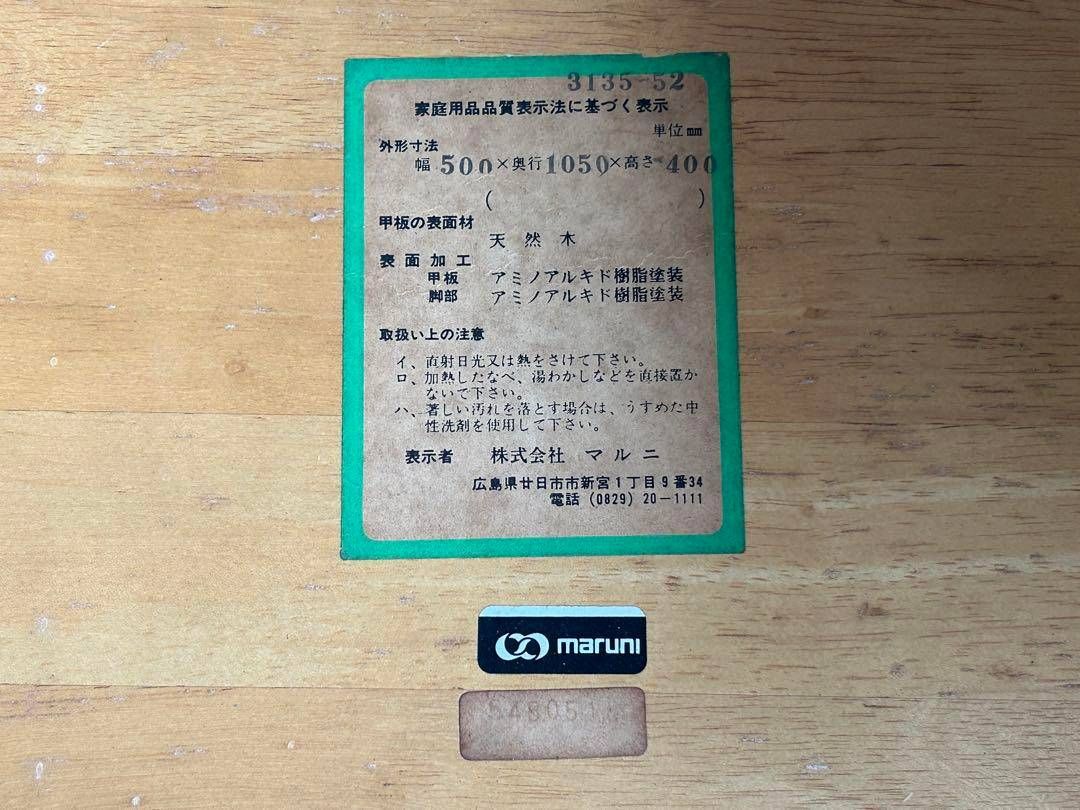 3135-52
家庭用品品質表示法に基づく表示
単位㎜
外形寸法
幅 500×奥行1050×高さ 400
( )
甲板の表面材
天然木
表面加工
甲板 アミノアルキド樹脂塗装
脚部 アミノアルキド樹脂塗装
取扱い上の注意
イ、直射日光又は熱をさけて下さい。
ロ、加熱したなべ、湯わかしなどを直接置か
ないで下さい。
ハ、著しい汚れを落とす場合は、うすめた中
性洗剤を使用して下さい。
表示者 株式会社 マルニ
広島県廿日市市新宮1丁目9番34
電話 (0829) 20-1111
maruni